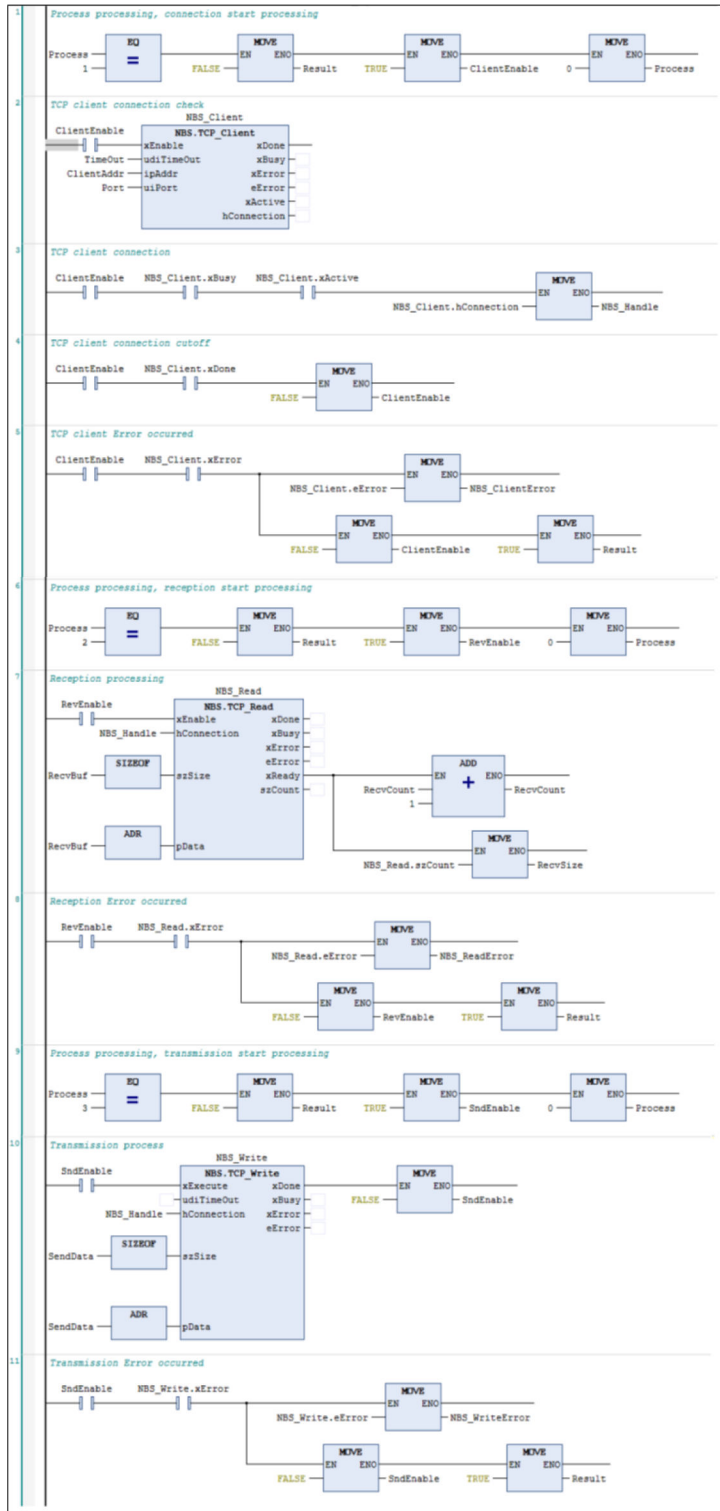 1
Process processing, connection start processing
EQ MOVE MOVE MOVE
Process = EN ENO EN ENO EN ENO
1 FALSE Result TRUE ClientEnable 0 Process
2
TCP client connection check
NBS_Client
ClientEnable NBS.TCP_Client
xEnable xDone
TimeOut udiTimeOut xBusy
ClientAddr ipAddr xError
Port uiPort eError
xActive
hConnection
3
TCP client connection
ClientEnable NBS_Client.xBusy NBS_Client.xActive MOVE
EN ENO
NBS_Client.hConnection NBS_Handle
4
TCP client connection cutoff
ClientEnable NBS_Client.xDone MOVE
EN ENO
FALSE ClientEnable
5
TCP client Error occurred
ClientEnable NBS_Client.xError MOVE
EN ENO
NBS_Client.eError NBS_ClientError
MOVE MOVE
EN ENO EN ENO
FALSE ClientEnable TRUE Result
6
Process processing, reception start processing
EQ MOVE MOVE MOVE
Process = EN ENO EN ENO EN ENO
2 FALSE Result TRUE RevEnable 0 Process
7
Reception processing
NBS_Read
RevEnable NBS.TCP_Read
xEnable xDone
NBS_Handle hConnection xBusy
xError
SIZEOF eError ADD
RecvBuf szSize xReady EN ENO
szCount RecvCount + RecvCount
1
ADR MOVE
RecvBuf pData EN ENO
NBS_Read.szCount RecvSize
8
Reception Error occurred
RevEnable NBS_Read.xError MOVE
EN ENO
NBS_Read.eError NBS_ReadError
MOVE MOVE
EN ENO EN ENO
FALSE RevEnable TRUE Result
9
Process processing, transmission start processing
EQ MOVE MOVE MOVE
Process = EN ENO EN ENO EN ENO
3 FALSE Result TRUE SndEnable 0 Process
10
Transmission process
NBS_Write
SndEnable NBS.TCP_Write MOVE
xExecute xDone EN ENO
udiTimeOut xBusy FALSE SndEnable
NBS_Handle hConnection xError
eError
SIZEOF
SendData szSize
ADR
SendData pData
11
Transmission Error occurred
SndEnable NBS_Write.xError MOVE
EN ENO
NBS_Write.eError NBS_WriteError
MOVE MOVE
EN ENO EN ENO
FALSE SndEnable TRUE Result